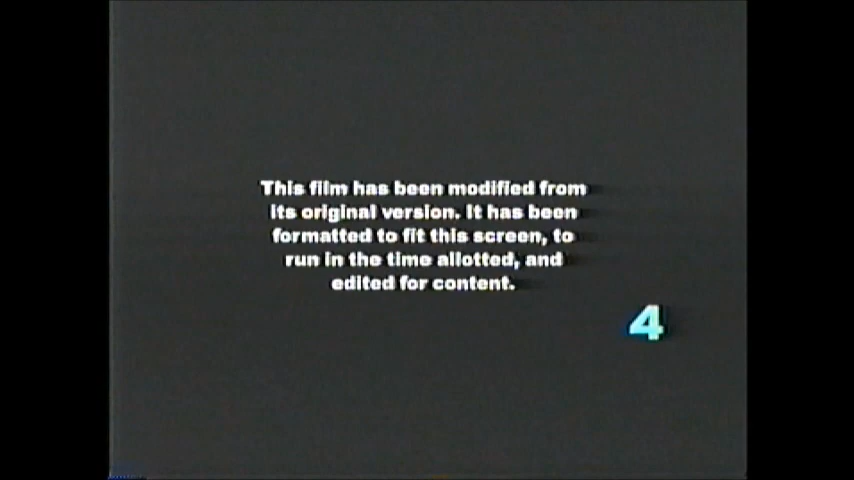 This film has been modified from
its original version. It has been
formatted to fit this screen, to
run in the time allotted, and
edited for content.
4